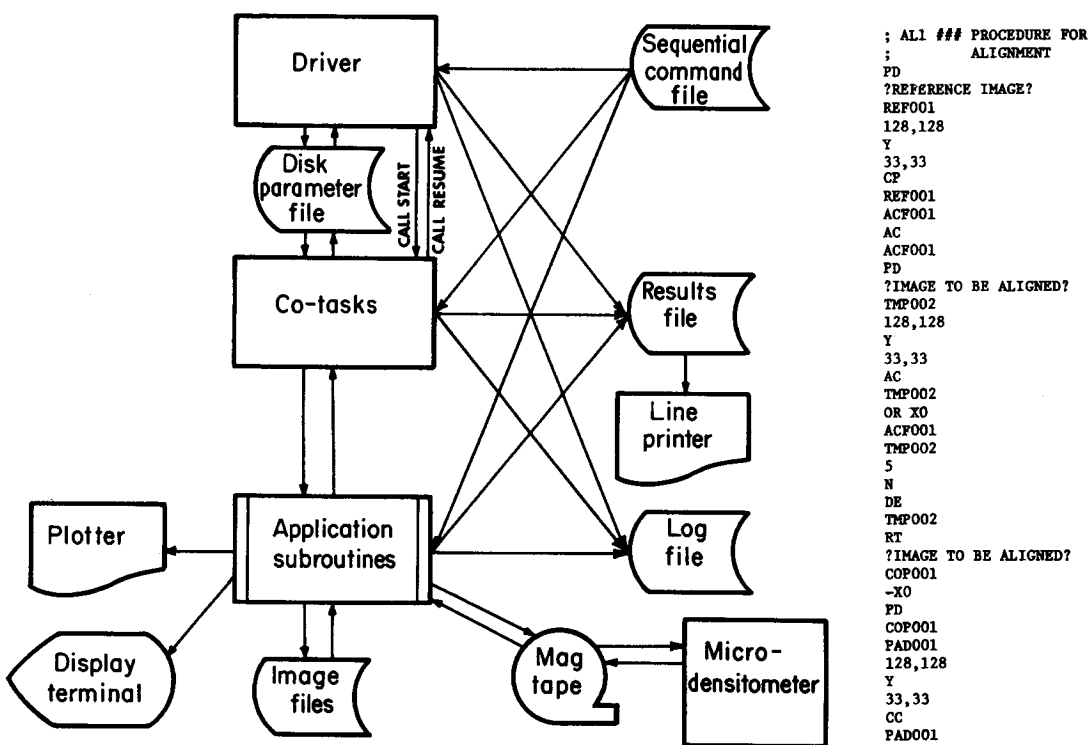 Driver
Sequential
command
file
Disk
parameter
file
CALL START
CALL RESUME
Co-tasks
Results
file
Line
printer
Plotter
Application
subroutines
Log
file
Display
terminal
Image
files
Mag
tape
Micro-
densitometer
; AL1 ### PROCEDURE FOR
; ALIGNMENT
PD
?REFERENCE IMAGE?
REF001
128,128
Y
33,33
CP
REF001
ACF001
AC
ACF001
PD
?IMAGE TO BE ALIGNED?
TMP002
128,128
Y
33,33
AC
TMP002
OR X0
ACF001
TMP002
5
N
DE
TMP002
RT
?IMAGE TO BE ALIGNED?
COP001
-X0
PD
COP001
PAD001
128,128
Y
33,33
CC
PAD001